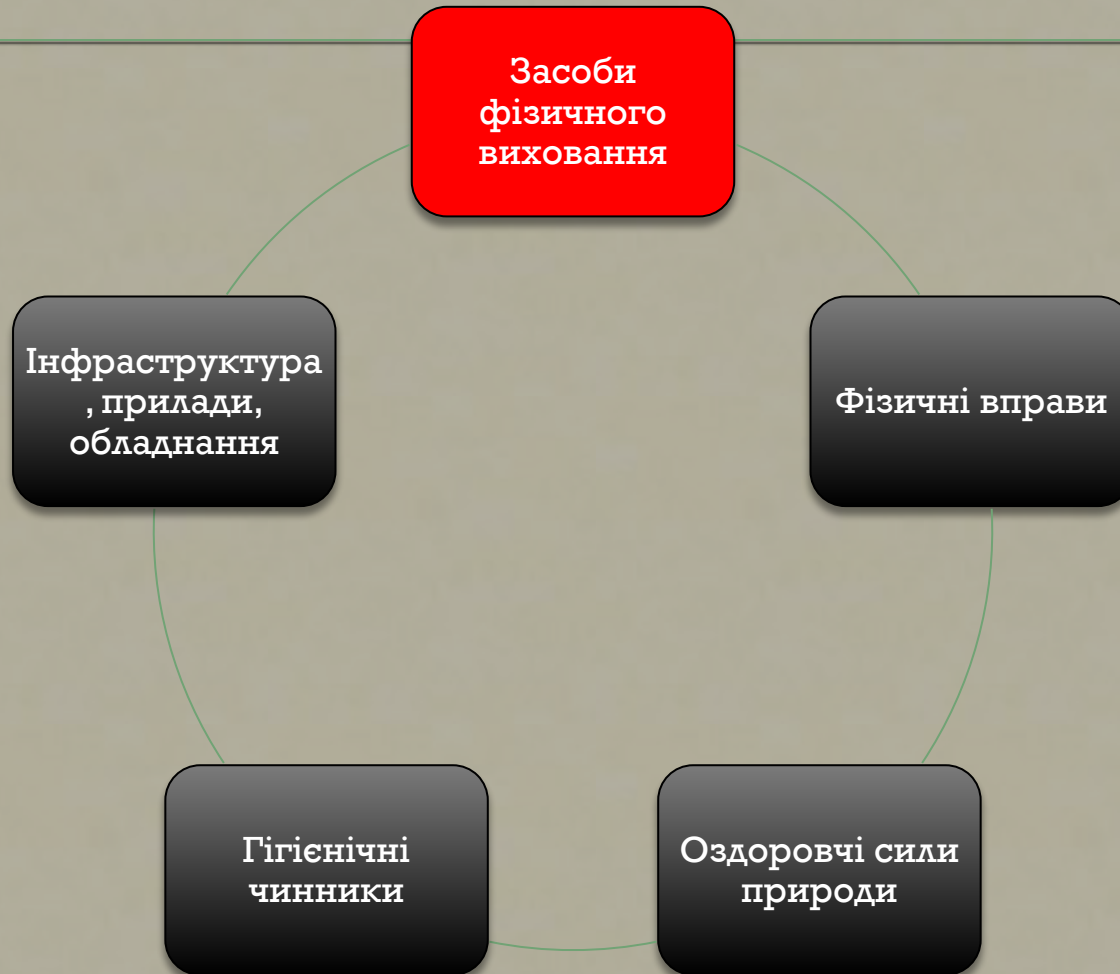 Засоби
фізичного
виховання
Інфраструктура
, прилади,
обладнання
Фізичні вправи
Гігієнічні
чинники
Оздоровчі сили
природи